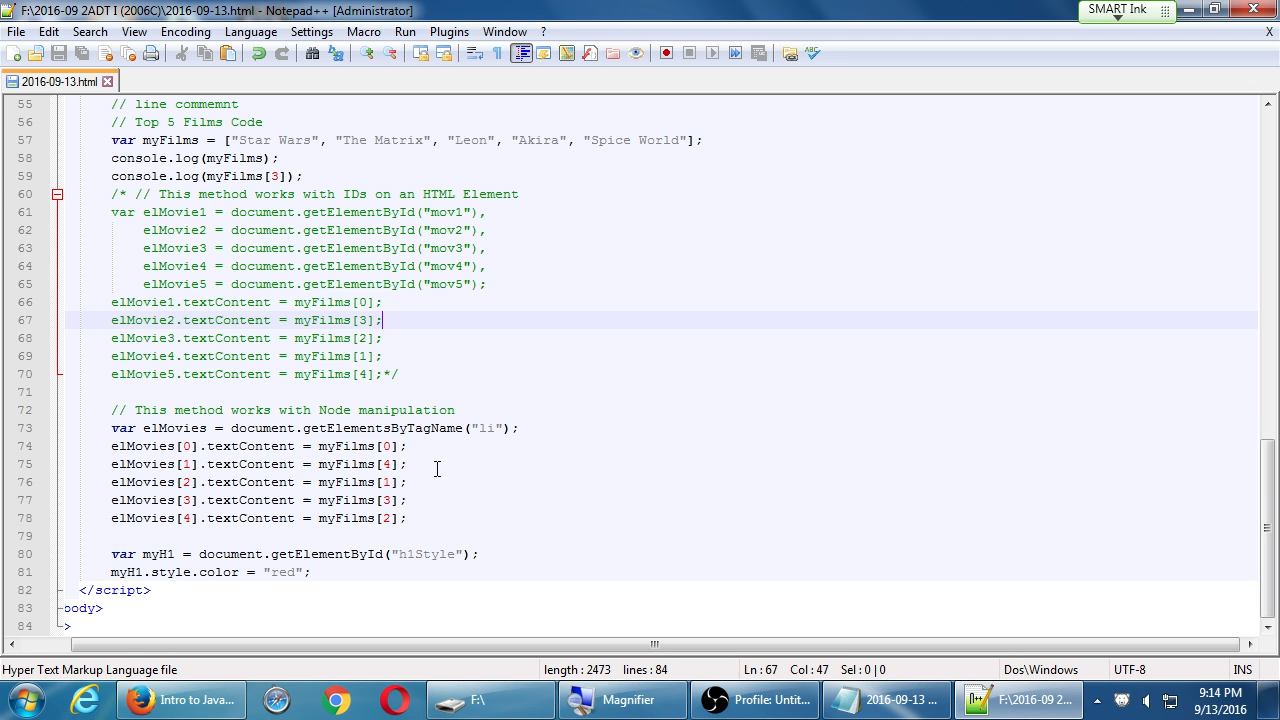 F:\2016-09 2ADT I (2006C)\2016-09-13.html - Notepad++ [Administrator]
SMART Ink
File Edit Search View Encoding Language Settings Macro Run Plugins Window ? X
2016-09-13.html
55 // line commemnt
56 // Top 5 Films Code
57 var myFilms = ["Star Wars", "The Matrix", "Leon", "Akira", "Spice World"];
58 console.log(myFilms);
59 console.log(myFilms[3]);
60 /* // This method works with IDs on an HTML Element
61 var elMovie1 = document.getElementById("mov1"),
62 elMovie2 = document.getElementById("mov2"),
63 elMovie3 = document.getElementById("mov3"),
64 elMovie4 = document.getElementById("mov4"),
65 elMovie5 = document.getElementById("mov5");
66 elMovie1.textContent = myFilms[0];
67 elMovie2.textContent = myFilms[3];
68 elMovie3.textContent = myFilms[2];
69 elMovie4.textContent = myFilms[1];
70 elMovie5.textContent = myFilms[4];*/
71
72 // This method works with Node manipulation
73 var elMovies = document.getElementsByTagName("li");
74 elMovies[0].textContent = myFilms[0];
75 elMovies[1].textContent = myFilms[4];
76 elMovies[2].textContent = myFilms[1];
77 elMovies[3].textContent = myFilms[3];
78 elMovies[4].textContent = myFilms[2];
79
80 var myH1 = document.getElementById("h1Style");
81 myH1.style.color = "red";
82 </script>
83 body>
84 >
Hyper Text Markup Language file length : 2473 lines : 84 Ln : 67 Col : 47 Sel : 0 | 0 Dos\Windows UTF-8 INS
Intro to Java... F:\ Magnifier Profile: Untit... 2016-09-13 ... F:\2016-09 2... 9:14 PM
9/13/2016